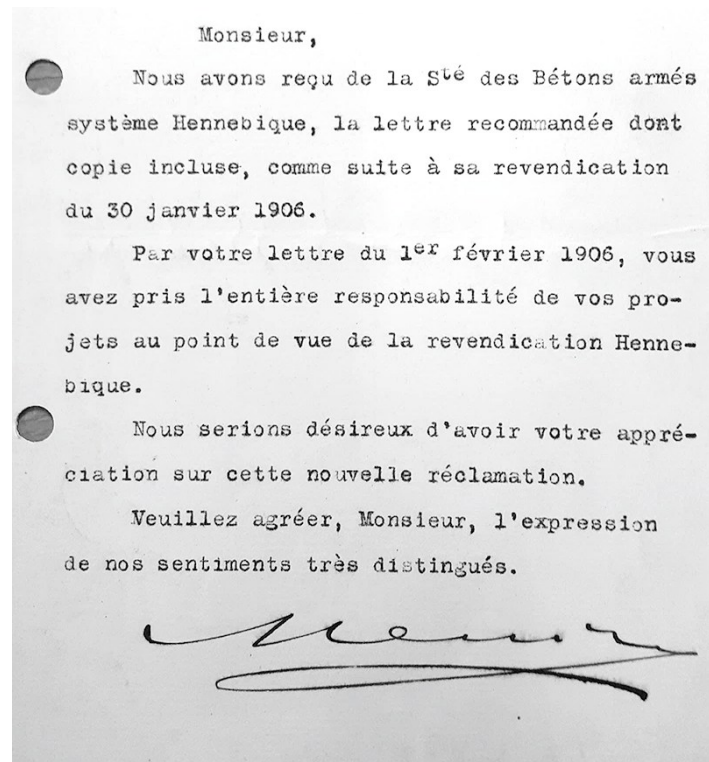 Monsieur,
Nous avons reçu de la Sté des Bétons armés
système Hennebique, la lettre recommandée dont
copie incluse, comme suite à sa revendication
du 30 janvier 1906.
Par votre lettre du 1er février 1906, vous
avez pris l'entière responsabilité de vos pro-
jets au point de vue de la revendication Henne-
bique.
Nous serions désireux d'avoir votre appré-
ciation sur cette nouvelle réclamation.
Veuillez agréer, Monsieur, l'expression
de nos sentiments très distingués.